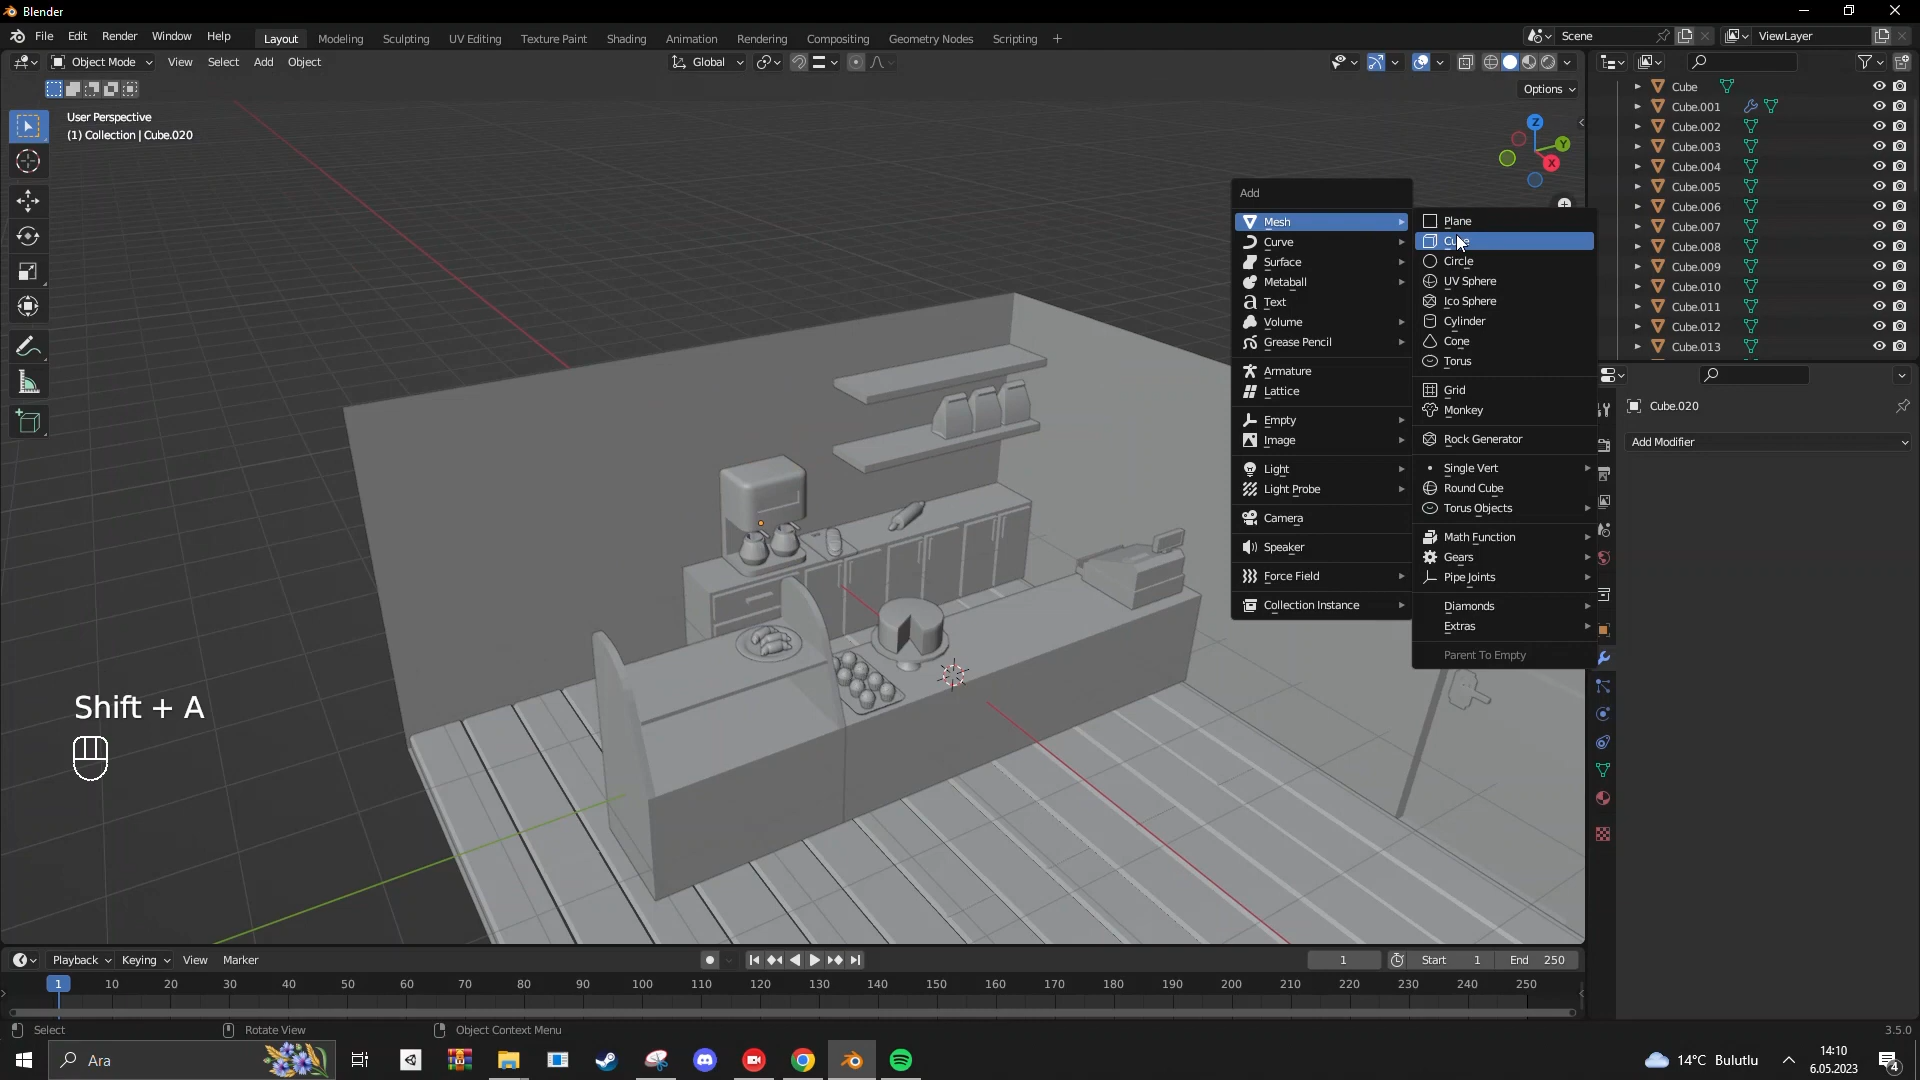 Blender
File Edit Render Window Help
Layout Modeling Sculpting UV Editing Texture Paint Shading Animation Rendering Compositing Geometry Nodes Scripting +
Scene
ViewLayer
Object Mode View Select Add Object
Global
Options
User Perspective
(1) Collection | Cube.020
Z
Y
X
Cube
Cube.001
Cube.002
Cube.003
Cube.004
Cube.005
Cube.006
Cube.007
Cube.008
Cube.009
Cube.010
Cube.011
Cube.012
Cube.013
Add
Mesh
Curve
Surface
Metaball
Text
Volume
Grease Pencil
Armature
Lattice
Empty
Image
Light
Light Probe
Camera
Speaker
Force Field
Collection Instance
Plane
Cube
Circle
UV Sphere
Ico Sphere
Cylinder
Cone
Torus
Grid
Monkey
Rock Generator
Single Vert
Round Cube
Torus Objects
Math Function
Gears
Pipe Joints
Diamonds
Extras
Parent To Empty
Cube.020
Add Modifier
Shift + A
Playback Keying View Marker
1
Start 1
End 250
1 10 20 30 40 50 60 70 80 90 100 110 120 130 140 150 160 170 180 190 200 210 220 230 240 250
Select
Rotate View
Object Context Menu
3.5.0
Ara
14°C Bulutlu
14:10
6.05.2023
4